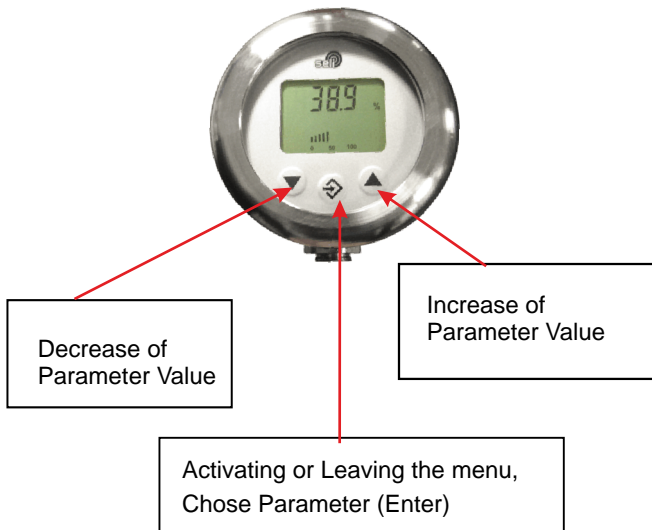 seli
38.9 %
0 50 100
Increase of
Parameter Value
Decrease of
Parameter Value
Activating or Leaving the menu,
Chose Parameter (Enter)